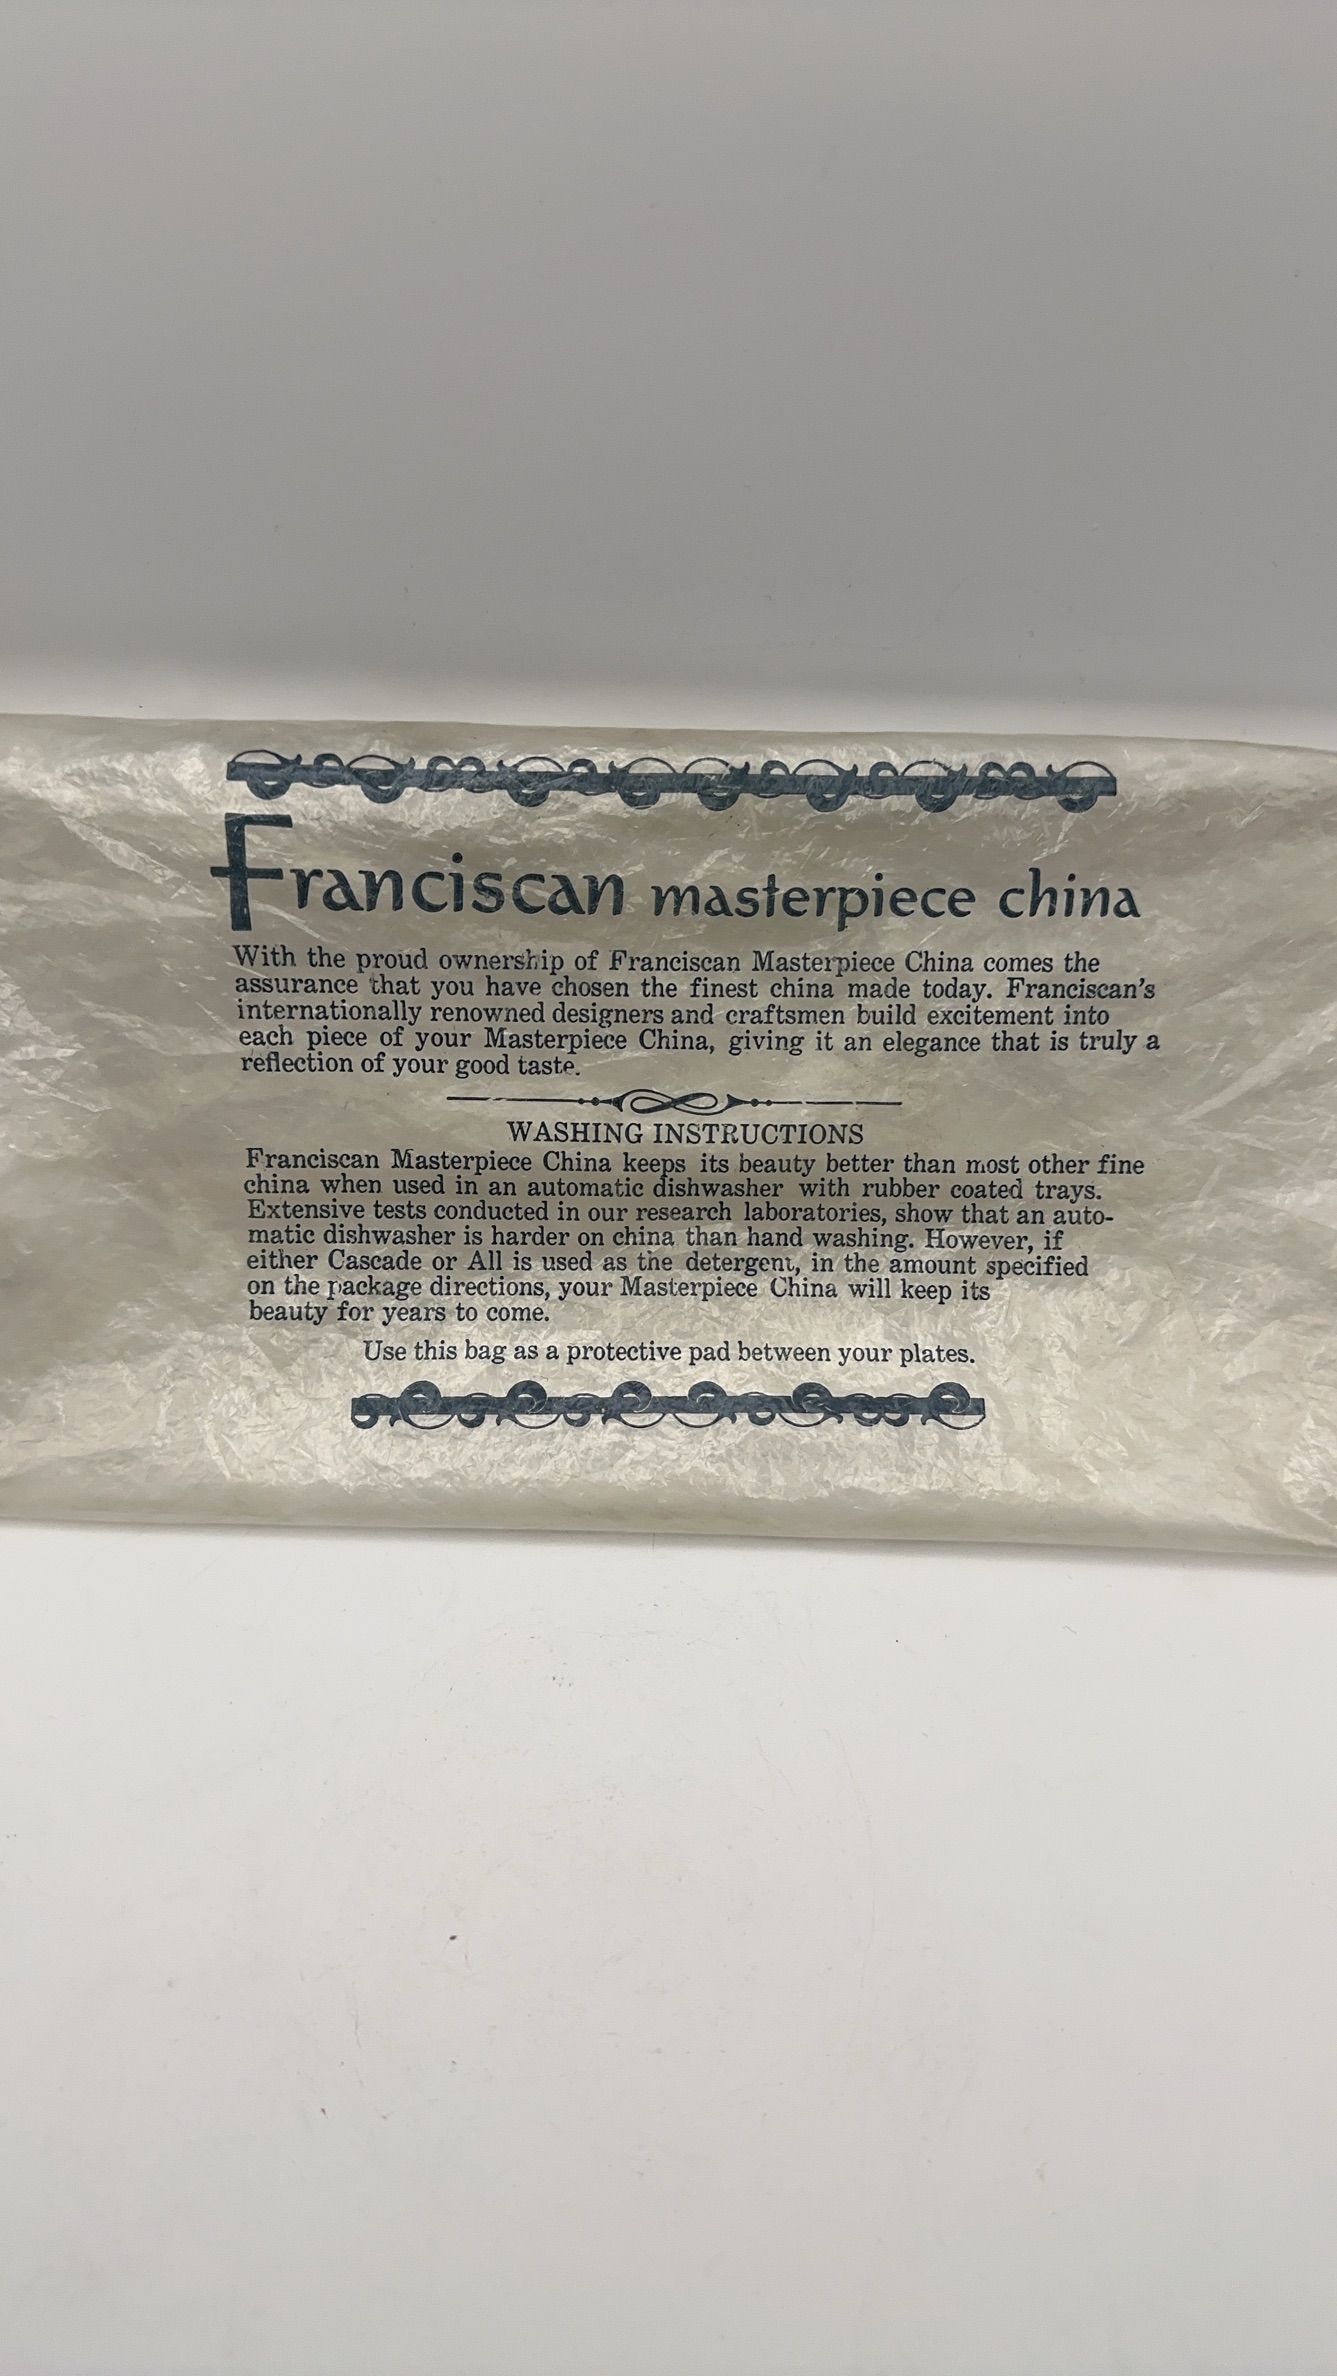 Franciscan masterpiece china
With the proud ownership of Franciscan Masterpiece China comes the
assurance that you have chosen the finest china made today. Franciscan's
internationally renowned designers and craftsmen build excitement into
each piece of your Masterpiece China, giving it an elegance that is truly a
reflection of your good taste.
WASHING INSTRUCTIONS
Franciscan Masterpiece China keeps its beauty better than most other fine
china when used in an automatic dishwasher with rubber coated trays.
Extensive tests conducted in our research laboratories, show that an auto-
matic dishwasher is harder on china than hand washing. However, if
either Cascade or All is used as the detergent, in the amount specified
on the package directions, your Masterpiece China will keep its
beauty for years to come.
Use this bag as a protective pad between your plates.